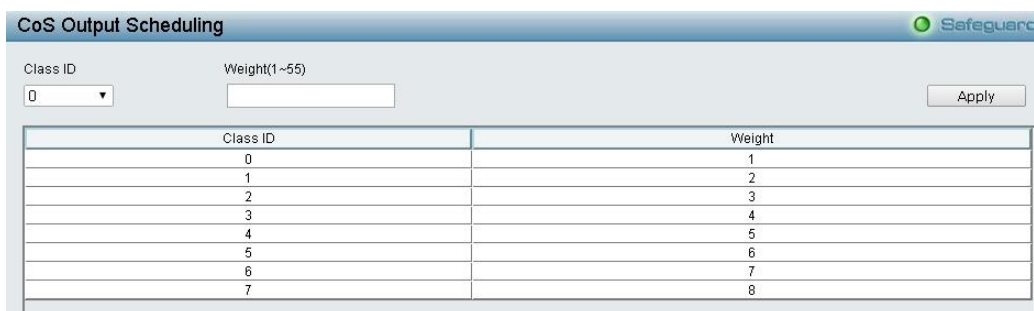 CoS Output Scheduling Safeguard
Class ID Weight(1~55)
0 Apply
Class ID Weight
0 1
1 2
2 3
3 4
4 5
5 6
6 7
7 8